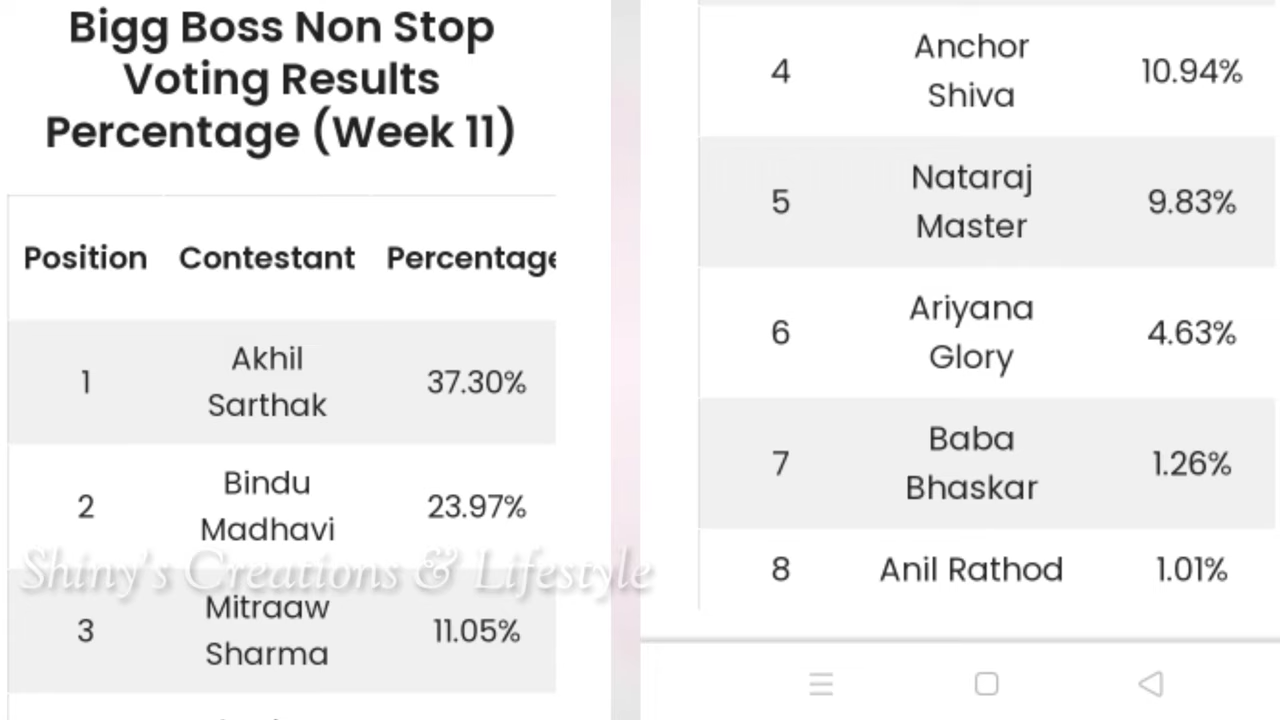 Bigg Boss Non Stop
Voting Results
Percentage (Week 11)
Position Contestant Percentage
1 Akhil Sarthak 37.30%
2 Bindu Madhavi 23.97%
Shiny's Creations & Lifestyle
3 Mitraaw Sharma 11.05%
4 Anchor Shiva 10.94%
5 Nataraj Master 9.83%
6 Ariyana Glory 4.63%
7 Baba Bhaskar 1.26%
8 Anil Rathod 1.01%